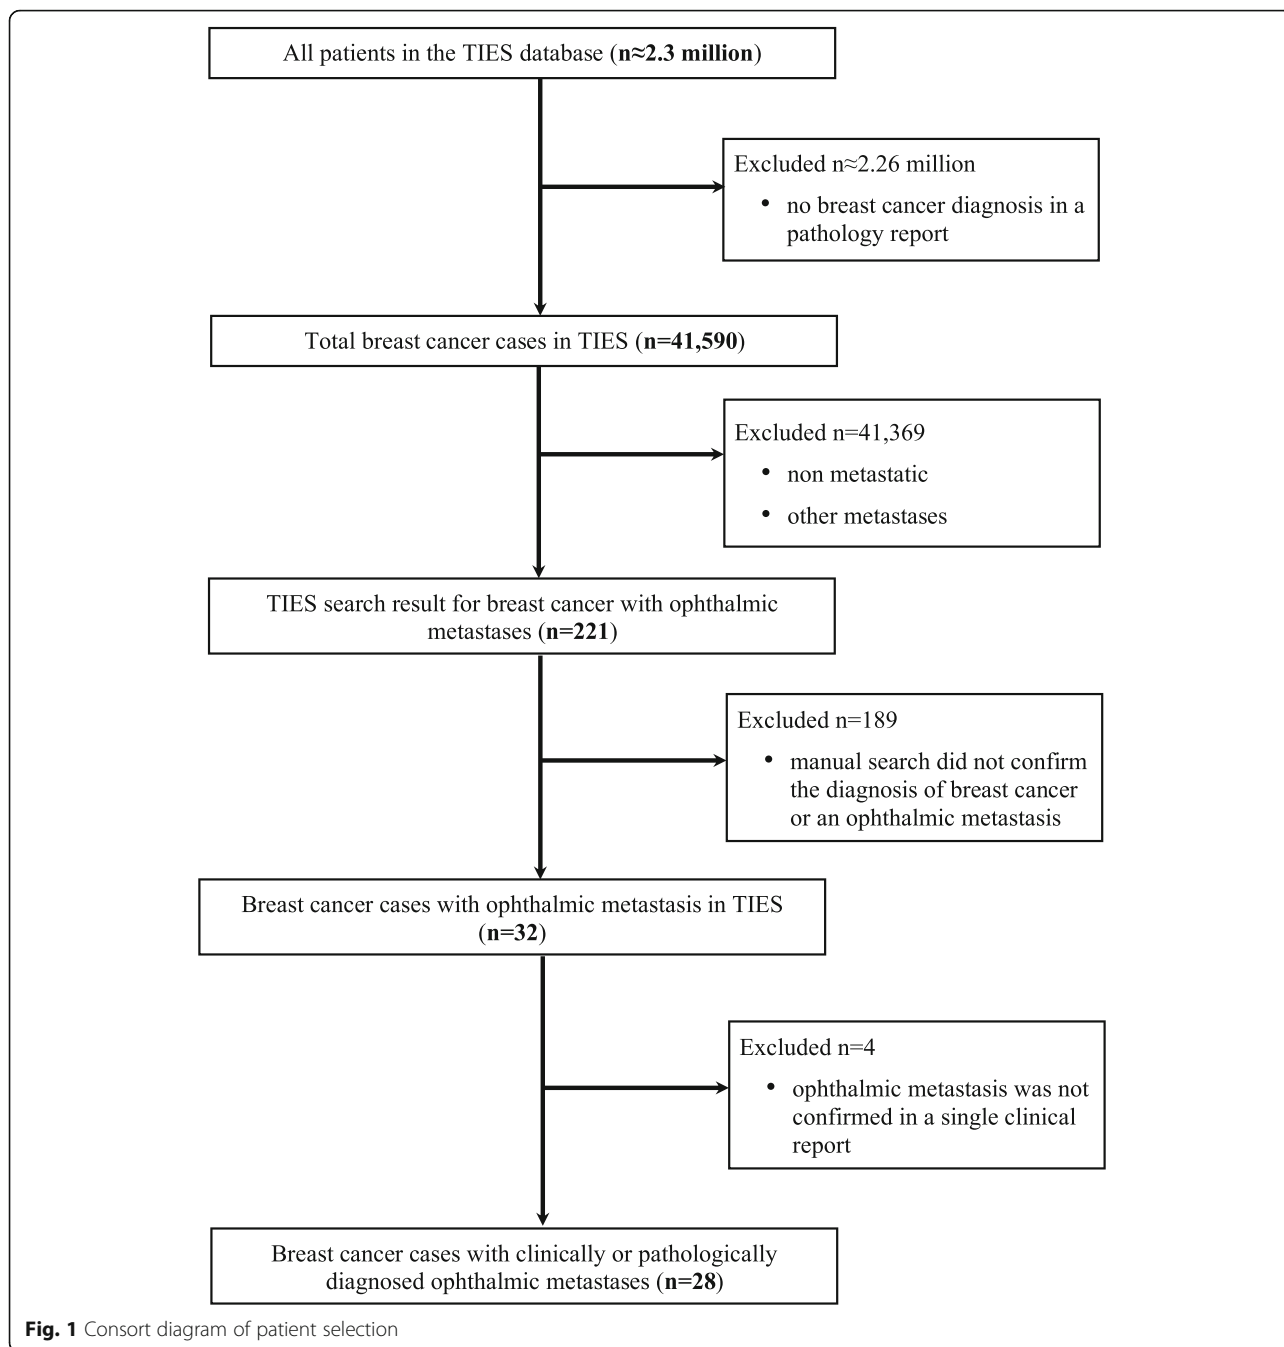 All patients in the TIES database (n≈2.3 million)
Excluded n≈2.26 million
• no breast cancer diagnosis in a
pathology report
Total breast cancer cases in TIES (n=41,590)
Excluded n=41,369
• non metastatic
• other metastases
TIES search result for breast cancer with ophthalmic
metastases (n=221)
Excluded n=189
• manual search did not confirm
the diagnosis of breast cancer
or an ophthalmic metastasis
Breast cancer cases with ophthalmic metastasis in TIES
(n=32)
Excluded n=4
• ophthalmic metastasis was not
confirmed in a single clinical
report
Breast cancer cases with clinically or pathologically
diagnosed ophthalmic metastases (n=28)
Fig. 1 Consort diagram of patient selection